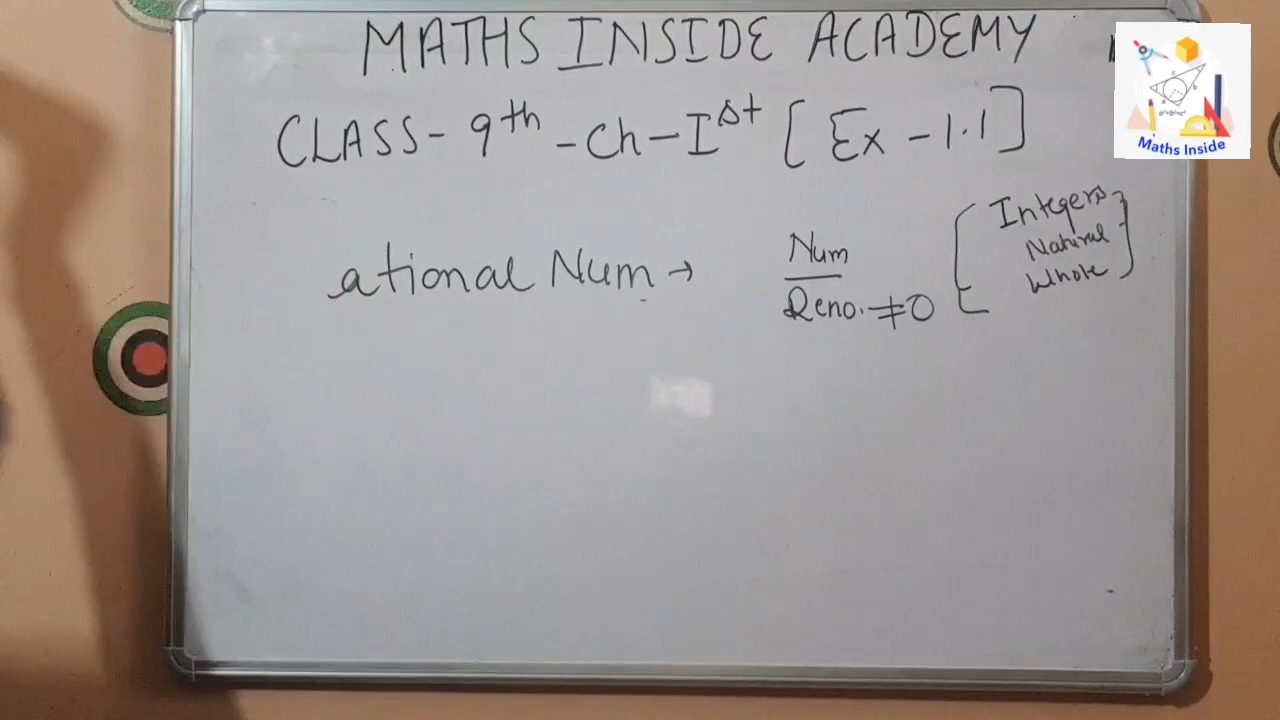 MATHS INSIDE ACADEMY
CLASS - 9th - Ch - Ist [Ex - 1.1]
ational Num → Num / Deno. ≠ 0 [Integers
Natural
Whole]
Maths Inside